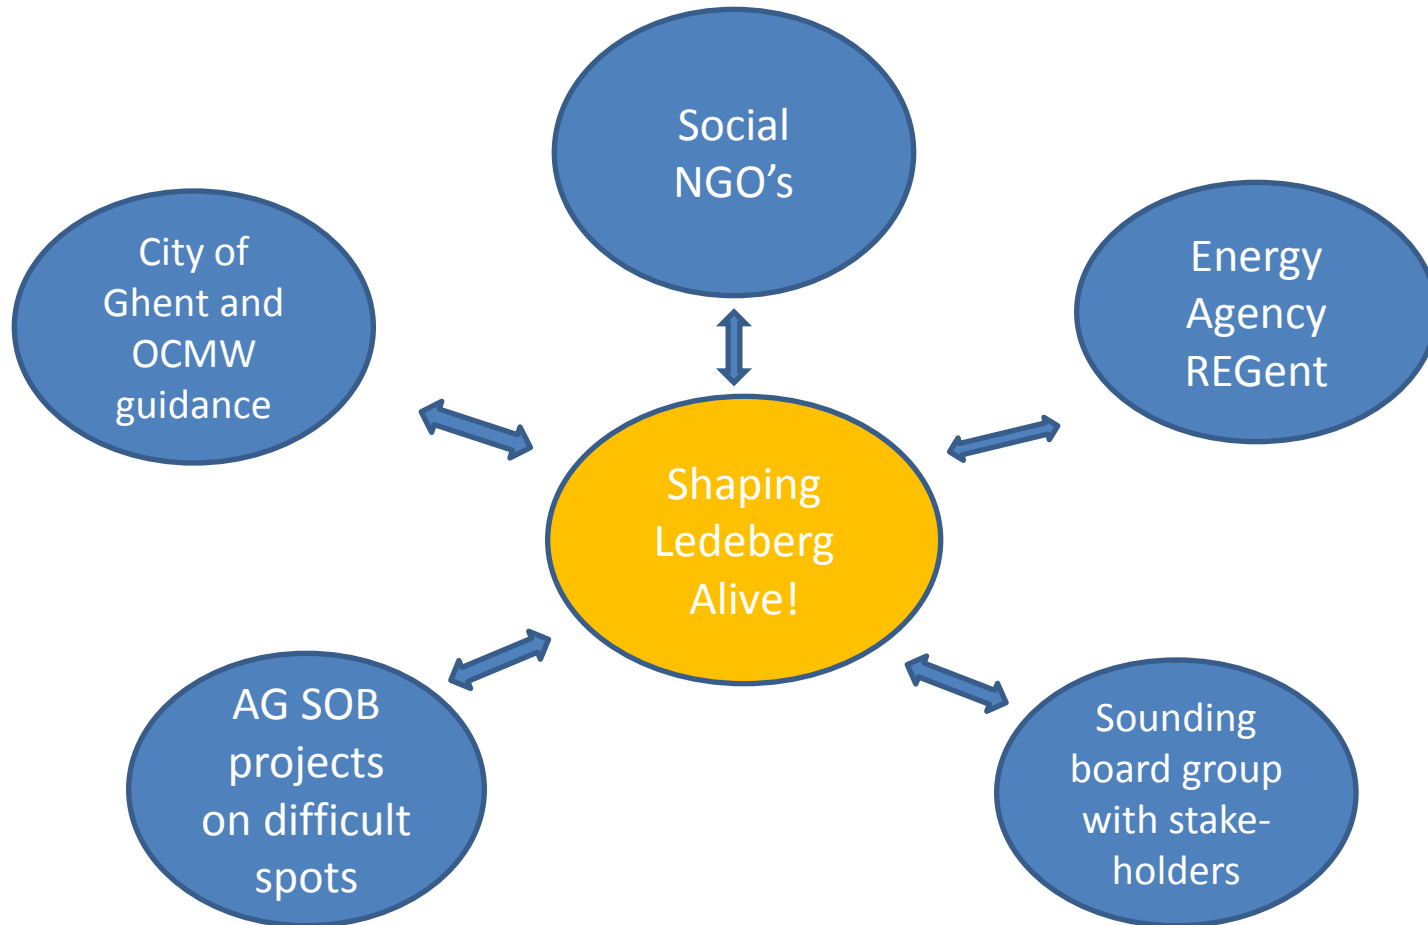 Social
NGO’s
City of
Ghent and
OCMW
guidance
Energy
Agency
REGent
Shaping
Ledeberg
Alive!
AG SOB
projects
on difficult
spots
Sounding
board group
with stake-
holders